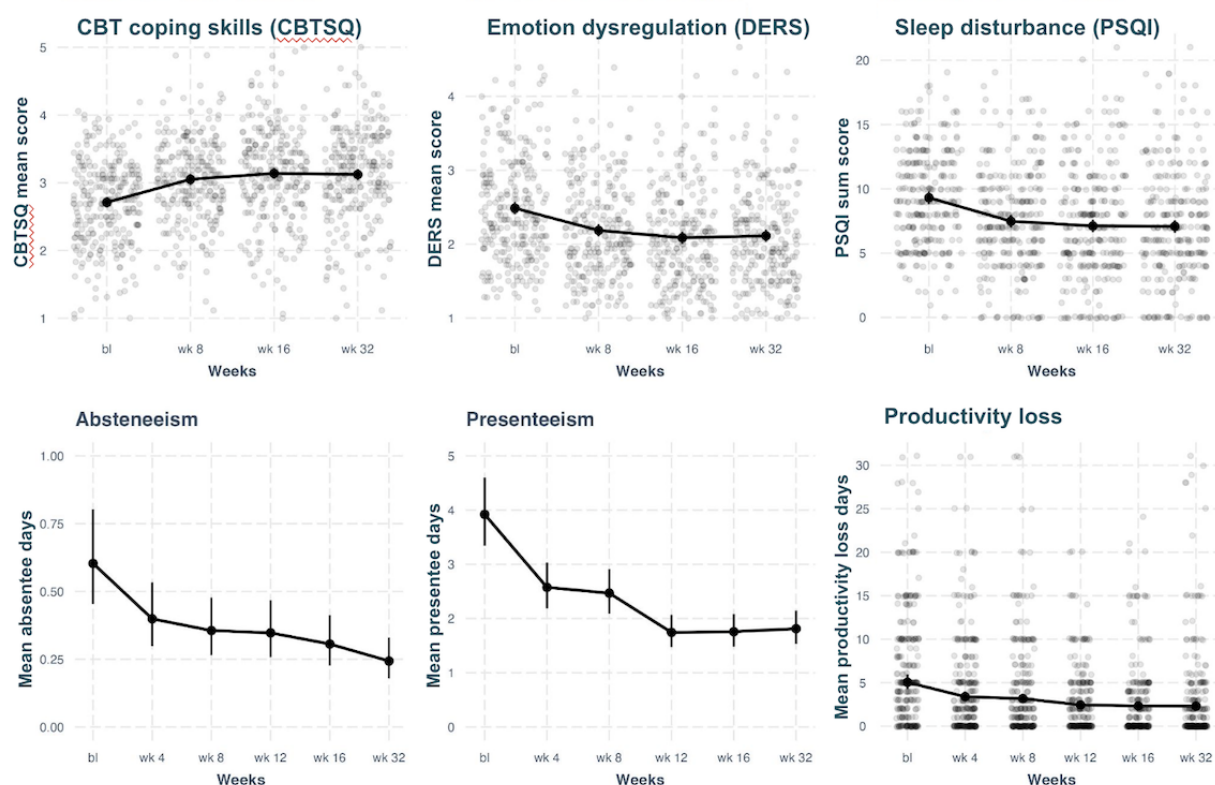 CBT coping skills (CBTSQ)
CBTSQ mean score
5
4
3
2
1
bl
wk 8
wk 16
wk 32
Weeks
Emotion dysregulation (DERS)
DERS mean score
4
3
2
1
bl
wk 8
wk 16
wk 32
Weeks
Sleep disturbance (PSQI)
PSQI sum score
20
15
10
5
0
bl
wk 8
wk 16
wk 32
Weeks
Absteneeism
Mean absentee days
1.00
0.75
0.50
0.25
0.00
bl
wk 4
wk 8
wk 12
wk 16
wk 32
Weeks
Presenteeism
Mean presentee days
5
4
3
2
1
0
bl
wk 4
wk 8
wk 12
wk 16
wk 32
Weeks
Productivity loss
Mean productivity loss days
30
25
20
15
10
5
0
bl
wk 4
wk 8
wk 12
wk 16
wk 32
Weeks